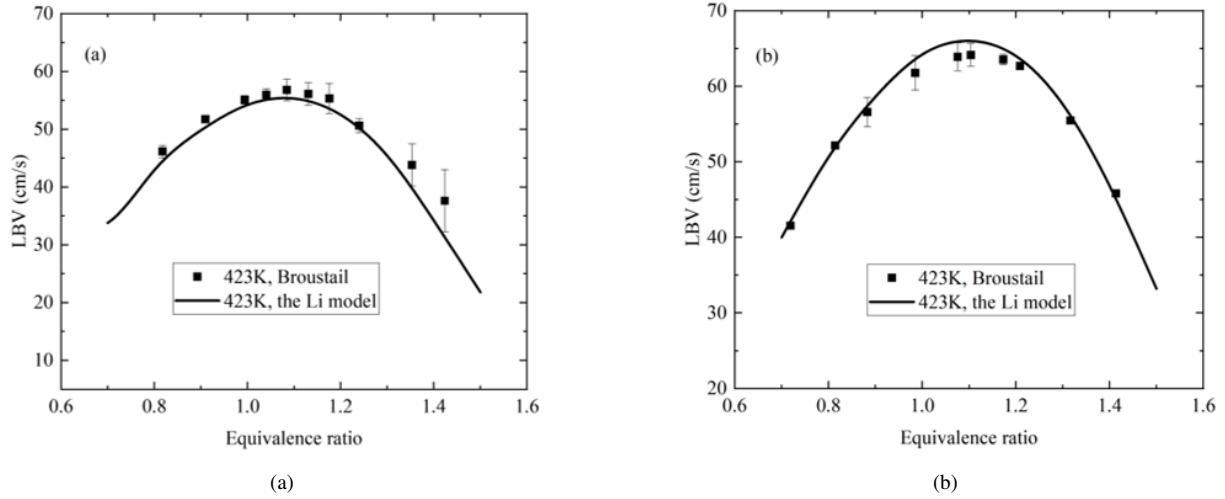 (a)
LBV (cm/s)
70
60
50
40
30
20
10
0.6 0.8 1.0 1.2 1.4 1.6
Equivalence ratio
423K, Broustail
423K, the Li model
(a)
(b)
LBV (cm/s)
70
60
50
40
30
20
0.6 0.8 1.0 1.2 1.4 1.6
Equivalence ratio
423K, Broustail
423K, the Li model
(b)